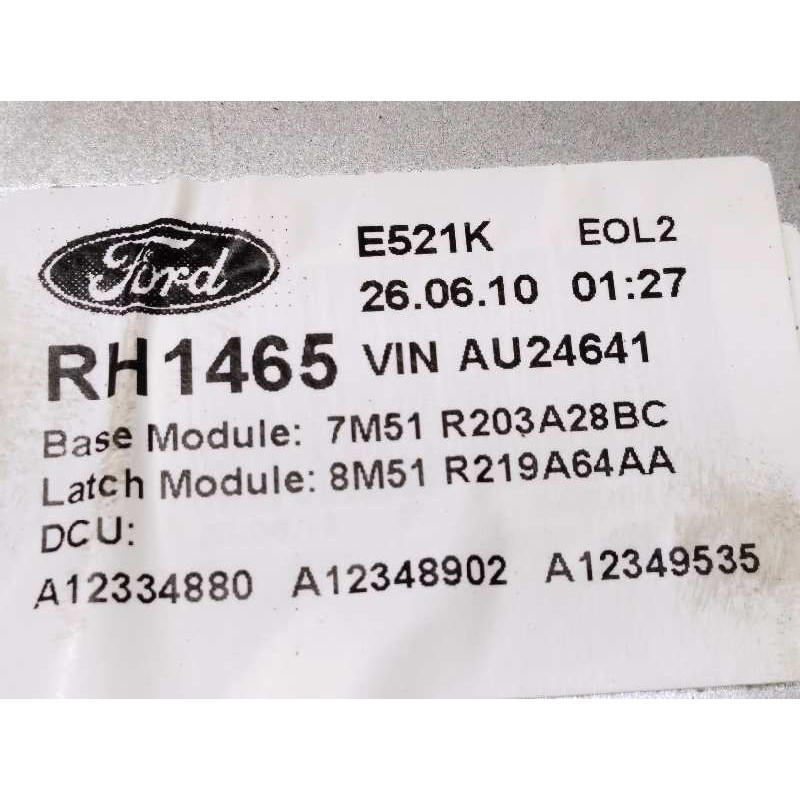 Ford
E521K EOL2
26.06.10 01:27
RH1465 VIN AU24641
Base Module: 7M51 R203A28BC
Latch Module: 8M51 R219A64AA
DCU:
A12334880 A12348902 A12349535